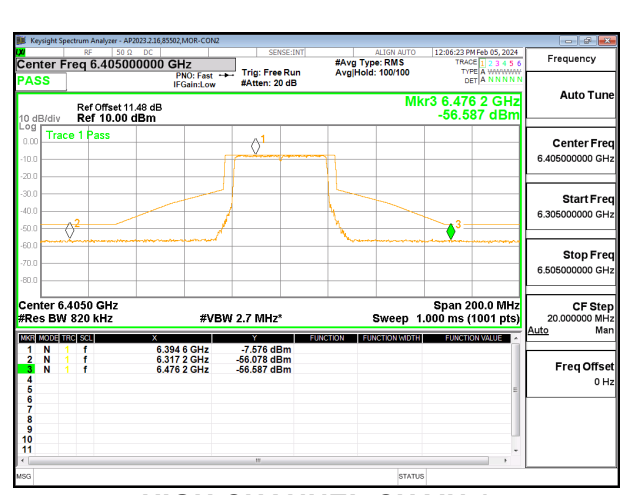 Keysight Spectrum Analyzer - AP2023.2.16,85502,MOR-CON2
LXI RF 50 Ω DC SENSE:INT ALIGN AUTO 12:06:23 PM Feb 05, 2024
Center Freq 6.405000000 GHz #Avg Type: RMS TRACE 1 2 3 4 5 6
PASS PNO: Fast Trig: Free Run Avg|Hold: 100/100 TYPE A WWWWW
IFGain:Low #Atten: 20 dB DET A N N N N N
Ref Offset 11.48 dB Mkr3 6.476 2 GHz
10 dB/div Ref 10.00 dBm -56.587 dBm
Log
Trace 1 Pass
1
2
3
0.00
-10.0
-20.0
-30.0
-40.0
-50.0
-60.0
-70.0
-80.0
Center 6.4050 GHz Span 200.0 MHz
#Res BW 820 kHz #VBW 2.7 MHz* Sweep 1.000 ms (1001 pts)
MKR MODE TRC SCL X Y FUNCTION FUNCTION WIDTH FUNCTION VALUE
1 N 1 f 6.394 6 GHz -7.576 dBm
2 N 1 f 6.317 2 GHz -56.078 dBm
3 N 1 f 6.476 2 GHz -56.587 dBm
4
5
6
7
8
9
10
11
MSG STATUS
Frequency
Auto Tune
Center Freq
6.405000000 GHz
Start Freq
6.305000000 GHz
Stop Freq
6.505000000 GHz
CF Step
20.000000 MHz
Auto Man
Freq Offset
0 Hz